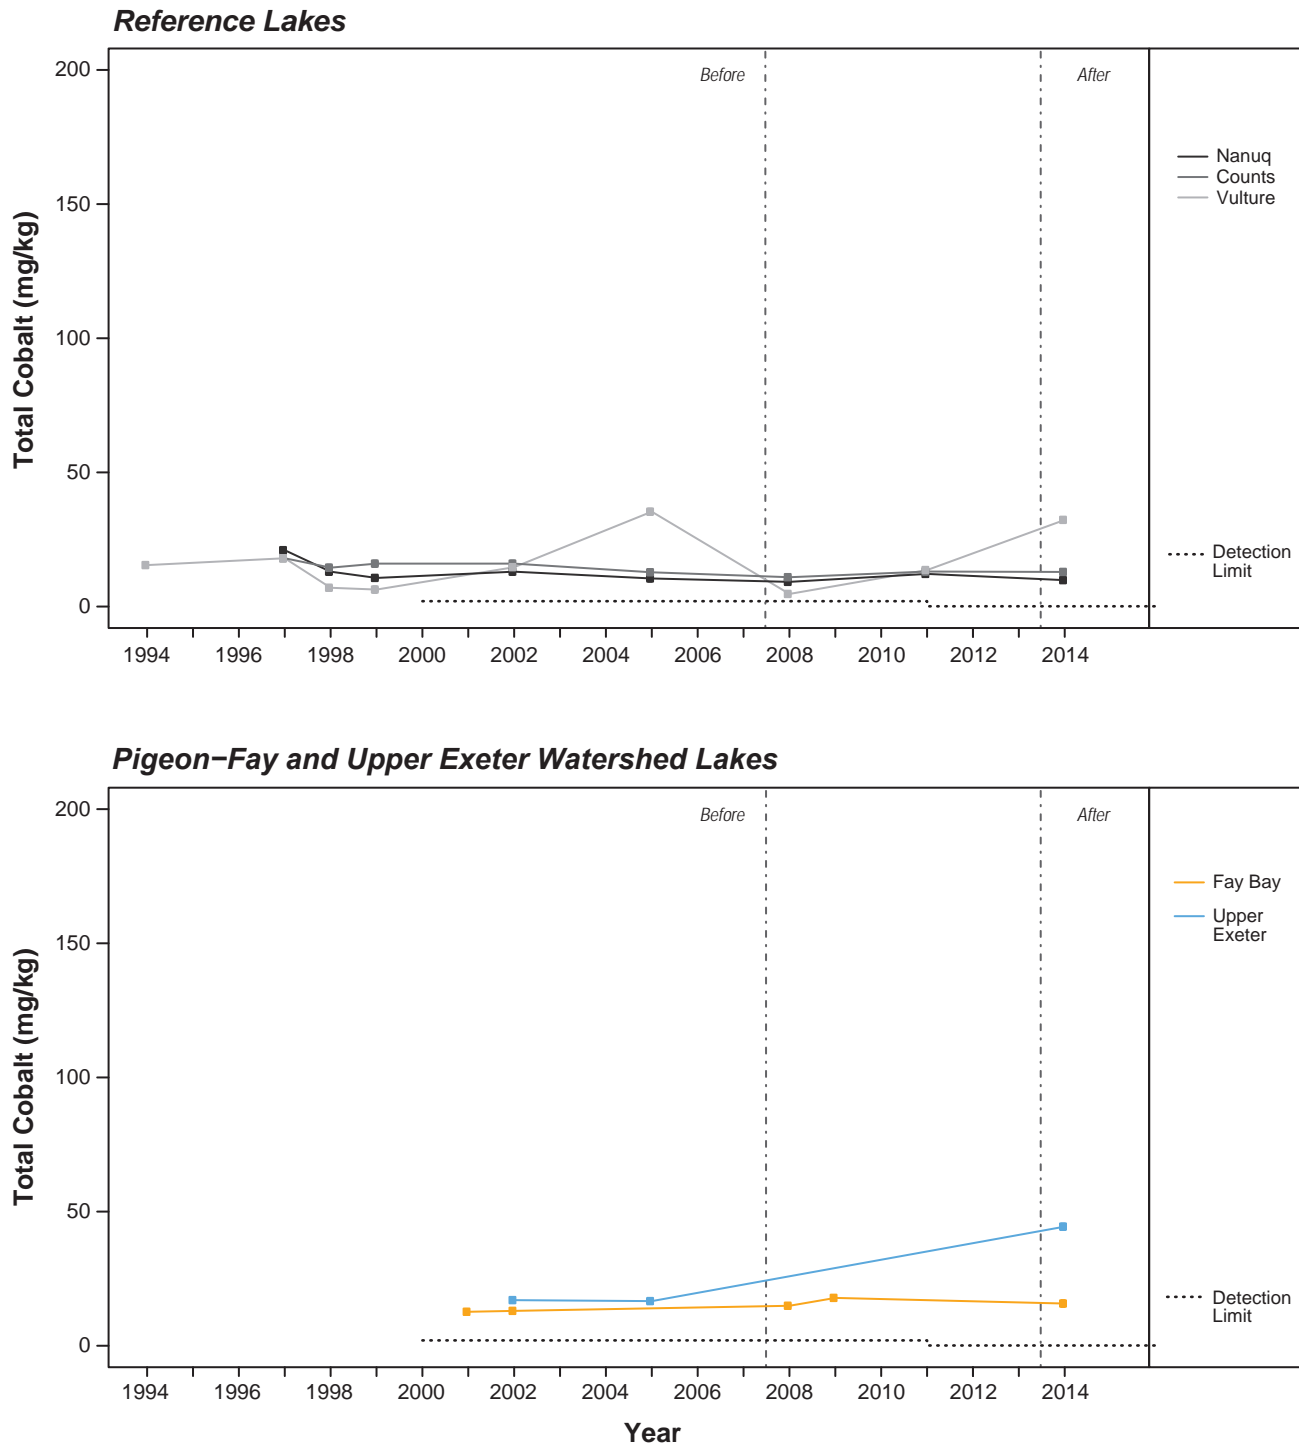 Reference Lakes
Total Cobalt (mg/kg)
200
150
100
50
0
Before
After
Nanuq
Counts
Vulture
Detection
Limit
1994 1996 1998 2000 2002 2004 2006 2008 2010 2012 2014
Pigeon−Fay and Upper Exeter Watershed Lakes
Total Cobalt (mg/kg)
200
150
100
50
0
Before
After
Fay Bay
Upper
Exeter
Detection
Limit
1994 1996 1998 2000 2002 2004 2006 2008 2010 2012 2014
Year